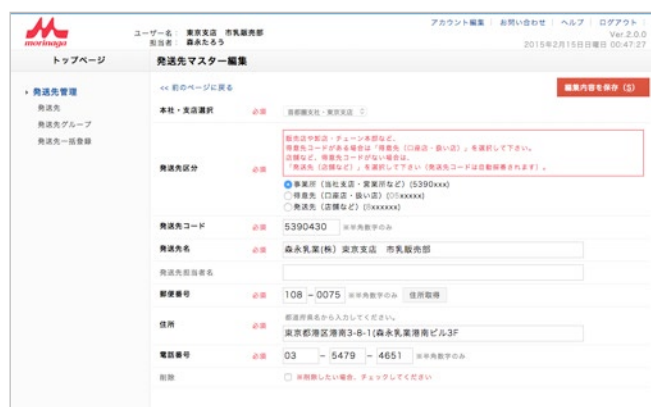 morinaga
ユーザー名： 東京支店 市乳販売部
担当者： 森永たろう
アカウント編集 | お問い合わせ | ヘルプ | ログアウト
Ver.2.0.0
2015年2月15日日曜日 00:47:27
トップページ
発送先マスター編集
発送先管理
発送先
発送先グループ
発送先一括登録
<< 前のページに戻る
編集内容を保存 (S)
本社・支店選択 必須 首都圏支社・東京支店
発送先区分 必須
販売店や卸店・チェーン本部など、
得意先コードがある場合は「得意先（口座店・扱い店）」を選択して下さい。
店舗など、得意先コードがない場合は、
「発送先（店舗など）」を選択して下さい（発送先コードは自動採番されます）。
事業所（当社支店・営業所など）(5390xxx)
得意先（口座店・扱い店）(05xxxxx)
発送先（店舗など）(8xxxxxx)
発送先コード 必須 5390430 ※半角数字のみ
発送先名 必須 森永乳業(株）東京支店 市乳販売部
発送先担当者名
郵便番号 必須 108 - 0075 ※半角数字のみ 住所取得
住所 必須 都道府県名から入力してください。
東京都港区港南3-8-1(森永乳業港南ビル3F
電話番号 必須 03 - 5479 - 4651 ※半角数字のみ
削除 ※削除したい場合、チェックしてください